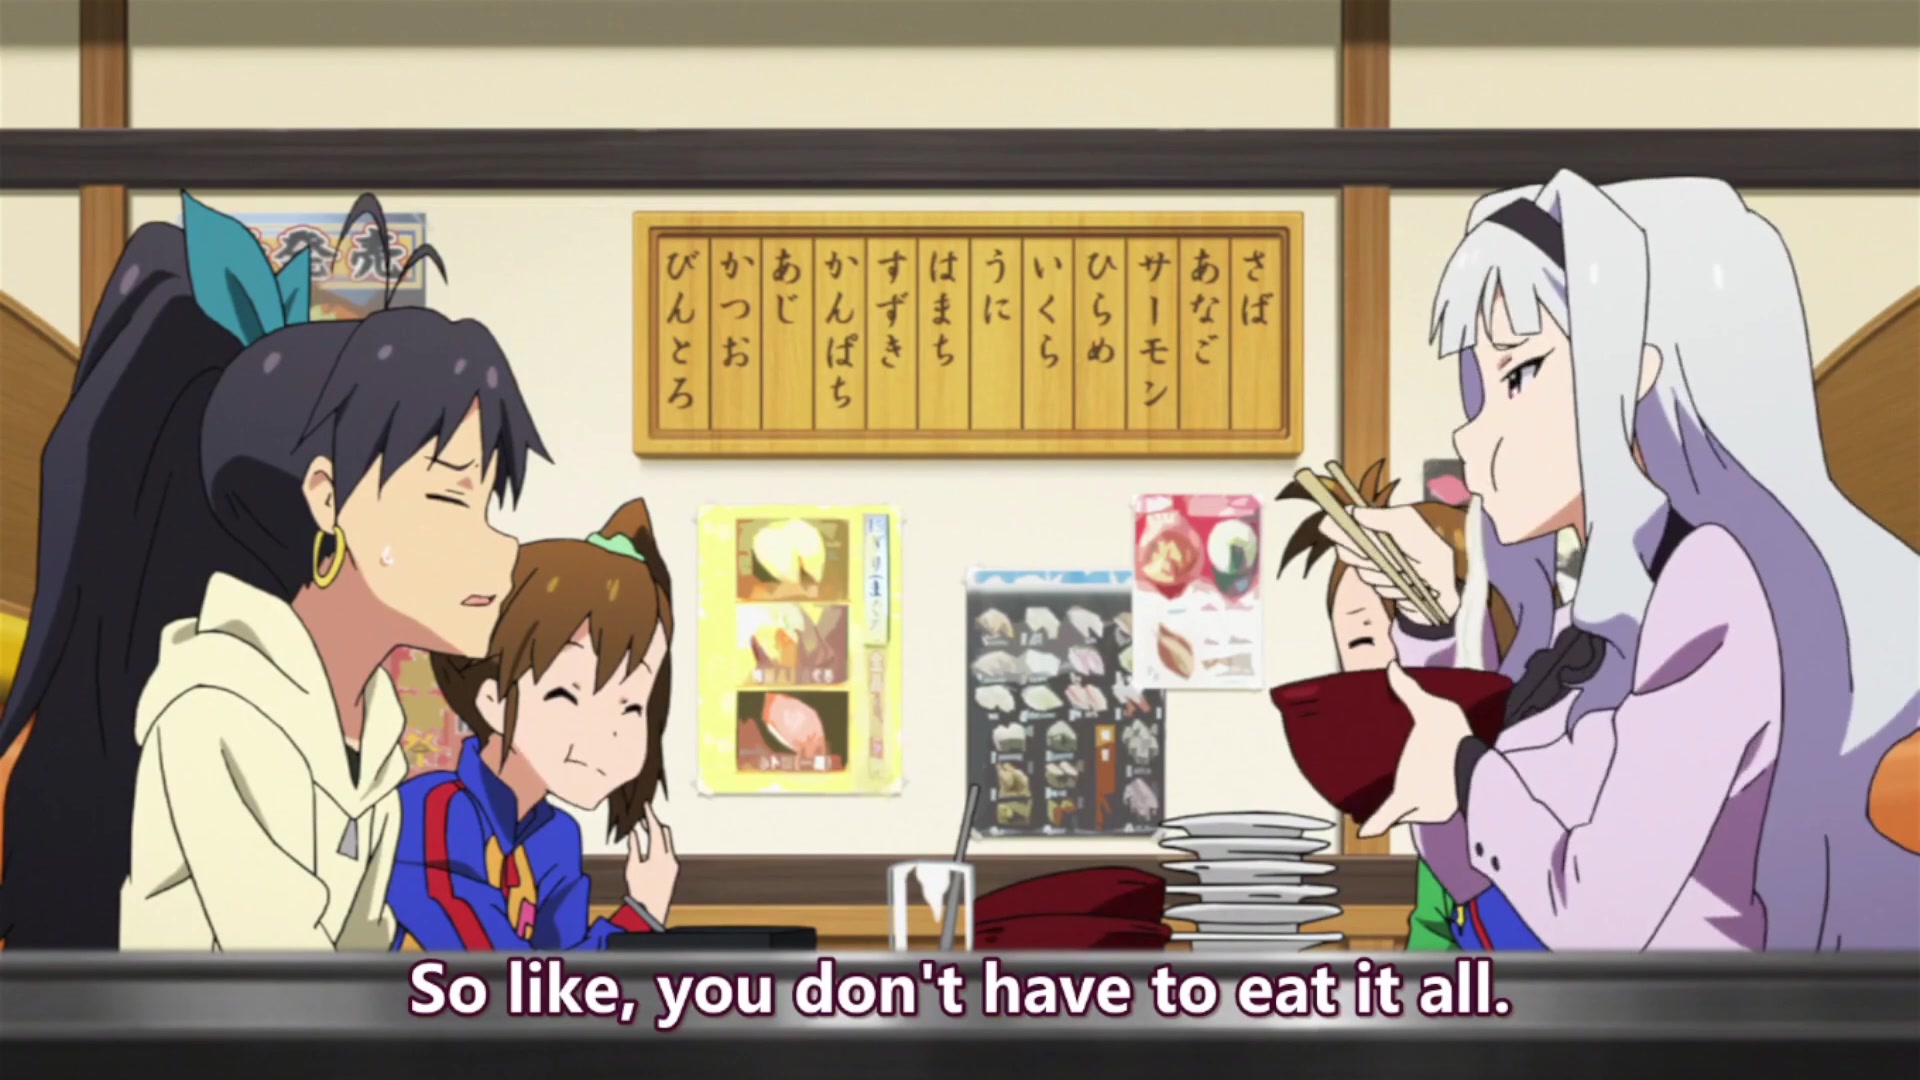 発売
さば
あなご
サーモン
ひらめ
いくら
うに
はまち
すずき
かんぱち
あじ
かつお
びんとろ
So like, you don't have to eat it all.